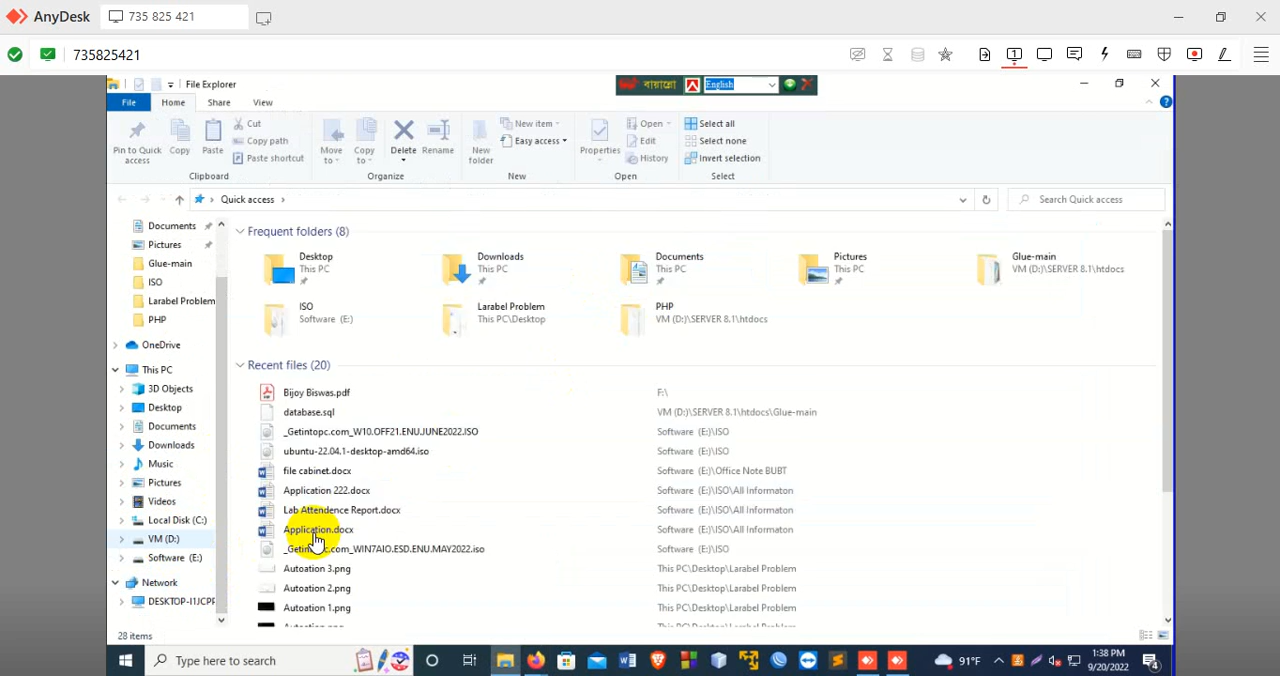 AnyDesk
735 825 421
735825421
File Explorer
বায়ান্নো
English
File
Home
Share
View
Pin to Quick access
Copy
Paste
Cut
Copy path
Paste shortcut
Clipboard
Move to
Copy to
Delete
Rename
Organize
New folder
New item
Easy access
New
Properties
Open
Edit
History
Open
Select all
Select none
Invert selection
Select
Quick access
Search Quick access
Documents
Pictures
Glue-main
ISO
Larabel Problem
PHP
OneDrive
This PC
3D Objects
Desktop
Documents
Downloads
Music
Pictures
Videos
Local Disk (C:)
VM (D:)
Software (E:)
Network
Frequent folders (8)
Desktop
This PC
Downloads
This PC
Documents
This PC
Pictures
This PC
Glue-main
VM (D:)\SERVER 8.1\htdocs
ISO
Software (E:)
Larabel Problem
This PC\Desktop
PHP
VM (D:)\SERVER 8.1\htdocs
Recent files (20)
Bijoy Biswas.pdf F:\
database.sql VM (D:)\SERVER 8.1\htdocs\Glue-main
_Getintopc.com_W10.OFF21.ENU.JUNE2022.ISO Software (E:)\ISO
ubuntu-22.04.1-desktop-amd64.iso Software (E:)\ISO
file cabinet.docx Software (E:)\Office Note BUBT
Application 222.docx Software (E:)\ISO\All Informaton
Lab Attendence Report.docx Software (E:)\ISO\All Informaton
Application.docx Software (E:)\ISO\All Informaton
_Getintopc.com_WIN7AIO.ESD.ENU.MAY2022.iso Software (E:)\ISO
Autoation 3.png This PC\Desktop\Larabel Problem
Autoation 2.png This PC\Desktop\Larabel Problem
Autoation 1.png This PC\Desktop\Larabel Problem
28 items
Type here to search
91°F
1:38 PM
9/20/2022
4